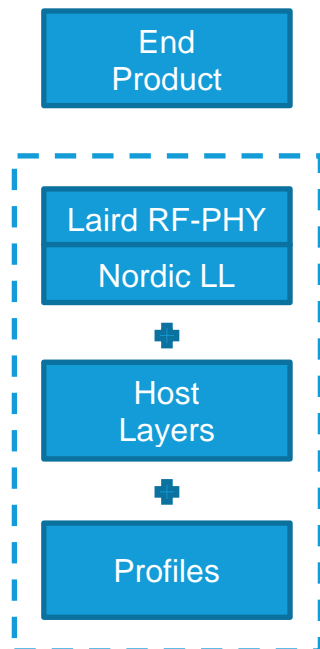 End
Product
Laird RF-PHY
Nordic LL
Host
Layers
Profiles